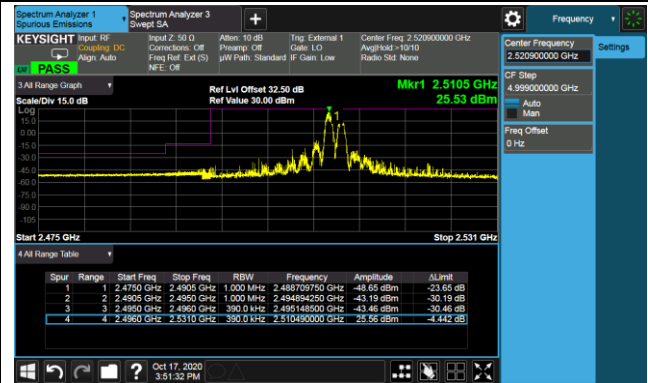 Spectrum Analyzer 1
Spurious Emissions
Spectrum Analyzer 3
Swept SA
Frequency
KEYSIGHT
Input: RF
Coupling: DC
Align: Auto
Input Z: 50 Ω
Corrections: Off
Freq Ref: Ext (S)
NFE: Off
Atten: 10 dB
Preamp: Off
µW Path: Standard
Trig: External 1
Gate: LO
IF Gain: Low
Center Freq: 2.520900000 GHz
Avg|Hold:>10/10
Radio Std: None
PASS
Center Frequency
2.520900000 GHz
Settings
CF Step
4.999000000 GHz
Auto
Man
Freq Offset
0 Hz
3 All Range Graph
Ref Lvl Offset 32.50 dB
Mkr1 2.5105 GHz
Scale/Div 15.0 dB
Ref Value 30.00 dBm
25.53 dBm
Log
15.0
0.00
-15.0
-30.0
-45.0
-60.0
-75.0
-90.0
-105
1
Start 2.475 GHz
Stop 2.531 GHz
4 All Range Table
Spur Range Start Freq Stop Freq RBW Frequency Amplitude ΔLimit
1 1 2.4750 GHz 2.4905 GHz 1.000 MHz 2.488709750 GHz -48.65 dBm -23.65 dB
2 2 2.4905 GHz 2.4950 GHz 1.000 MHz 2.494894250 GHz -43.19 dBm -30.19 dB
3 3 2.4950 GHz 2.4960 GHz 390.0 kHz 2.495148500 GHz -43.46 dBm -30.46 dB
4 4 2.4960 GHz 2.5310 GHz 390.0 kHz 2.510490000 GHz 25.56 dBm -4.442 dB
?
Oct 17, 2020
3:51:32 PM